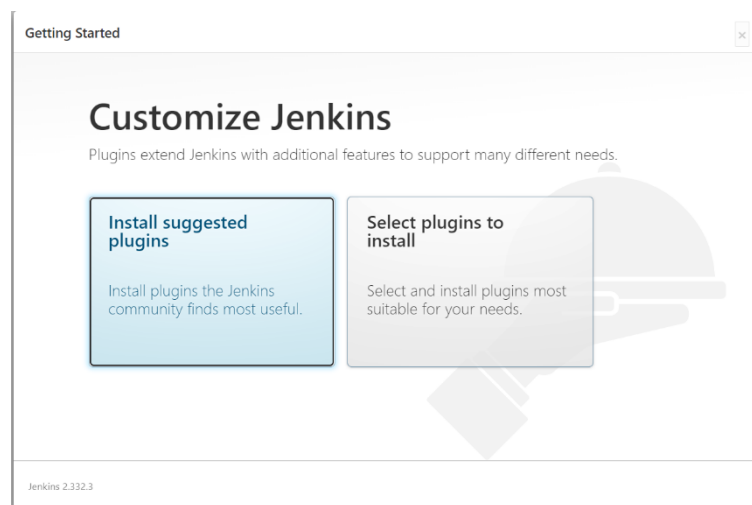 Getting Started
×
Customize Jenkins
Plugins extend Jenkins with additional features to support many different needs.
Install suggested
plugins
Install plugins the Jenkins
community finds most useful.
Select plugins to
install
Select and install plugins most
suitable for your needs.
Jenkins 2.332.3